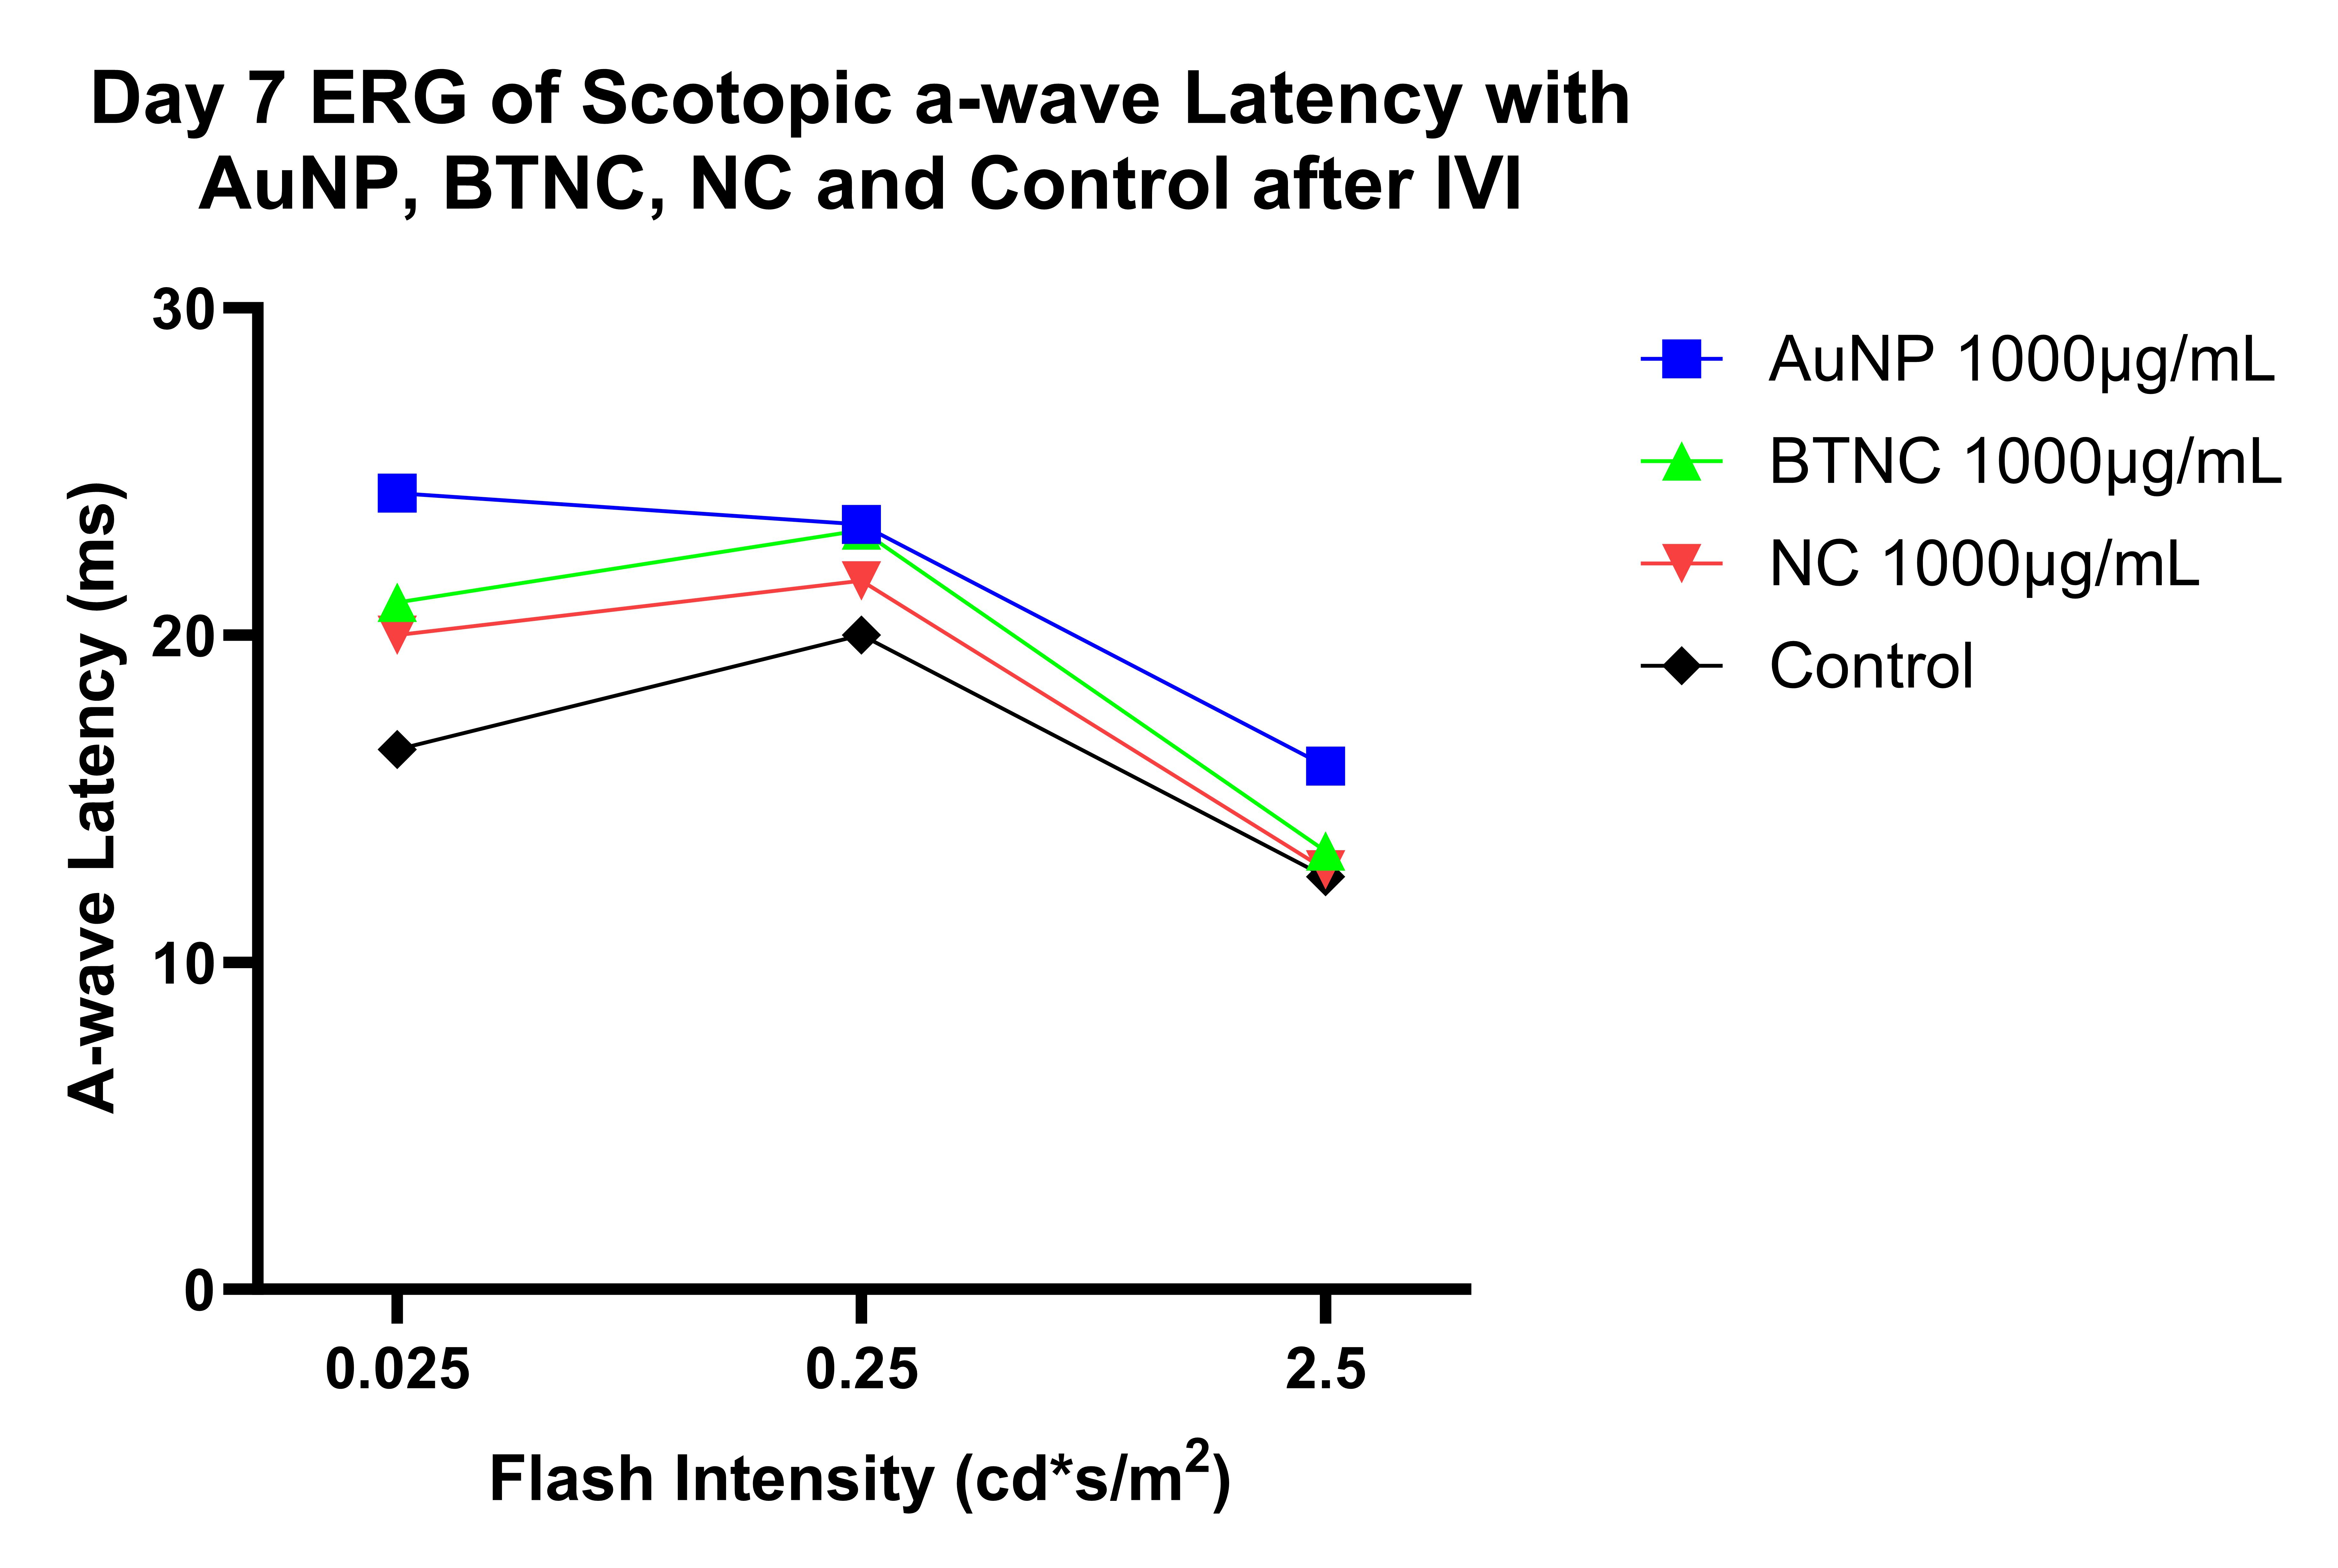 Day 7 ERG of Scotopic a-wave Latency with
AuNP, BTNC, NC and Control after IVI
A-wave Latency (ms)
30
20
10
0
0.025
0.25
2.5
Flash Intensity (cd*s/m²)
AuNP 1000µg/mL
BTNC 1000µg/mL
NC 1000µg/mL
Control